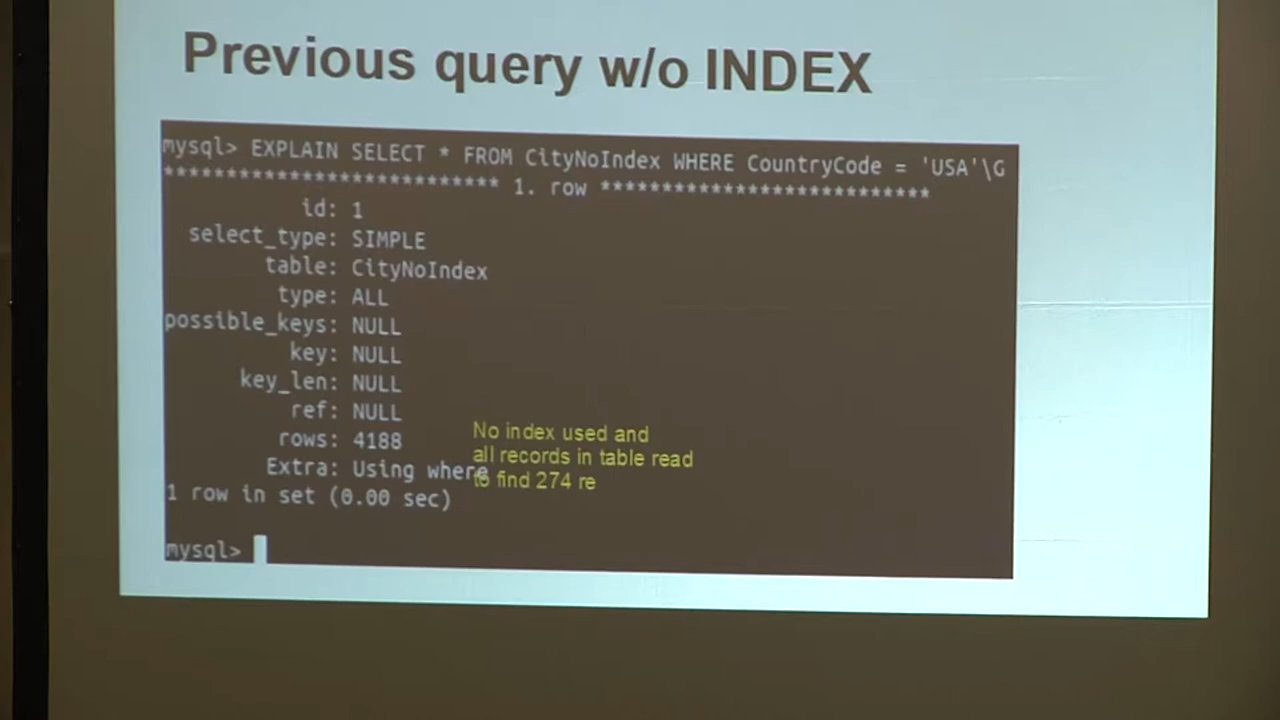 Previous query w/o INDEX
mysql> EXPLAIN SELECT * FROM CityNoIndex WHERE CountryCode = 'USA'\G
*************************** 1. row ***************************
id: 1
select_type: SIMPLE
table: CityNoIndex
type: ALL
possible_keys: NULL
key: NULL
key_len: NULL
ref: NULL
rows: 4188
Extra: Using where
1 row in set (0.00 sec)
No index used and
all records in table read
to find 274 re
mysql>